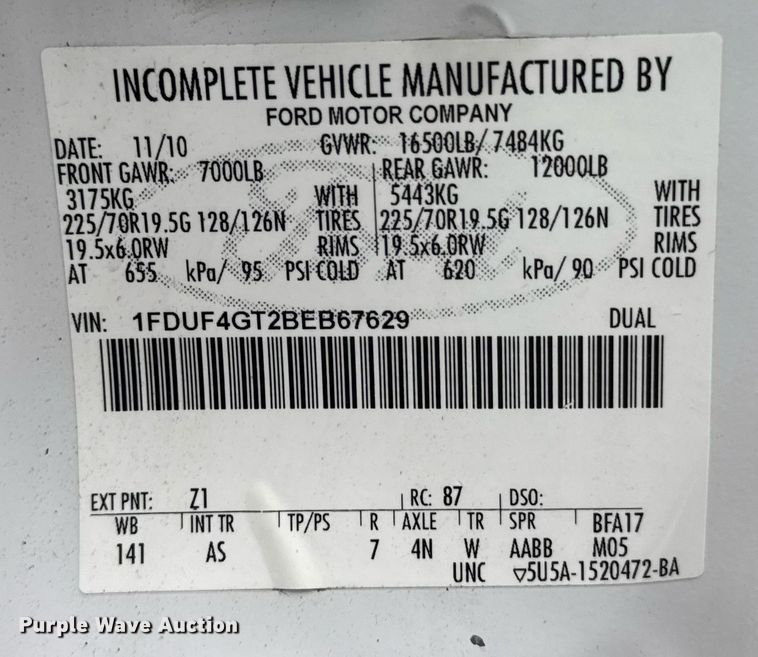 INCOMPLETE VEHICLE MANUFACTURED BY
FORD MOTOR COMPANY
DATE: 11/10 GVWR: 16500LB/ 7484KG
FRONT GAWR: 7000LB REAR GAWR: 12000LB
3175KG WITH 5443KG WITH
225/70R19.5G 128/126N TIRES 225/70R19.5G 128/126N TIRES
19.5x6.0RW RIMS 19.5x6.0RW RIMS
AT 655 kPa/ 95 PSI COLD AT 620 kPa/ 90 PSI COLD
VIN: 1FDUF4GT2BEB67629 DUAL
EXT PNT: Z1 RC: 87 DSO:
WB INT TR TP/PS R AXLE TR SPR BFA17
141 AS 7 4N W AABB M05
UNC ▽5U5A-1520472-BA
Purple Wave Auction